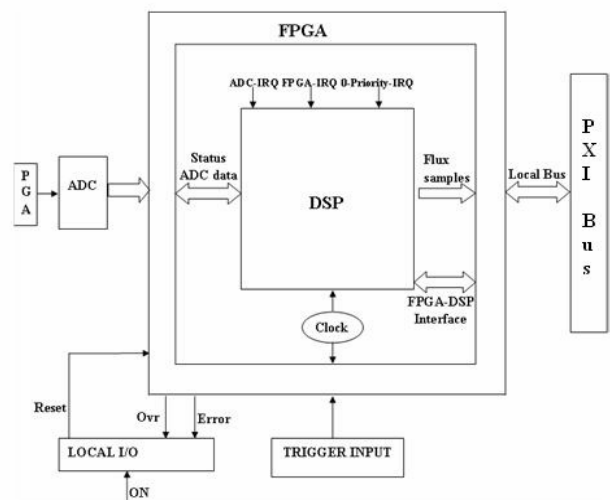 FPGA
ADC-IRQ FPGA-IRQ 0-Priority-IRQ
P
G
A
ADC
Status
ADC data
DSP
Flux
samples
Local Bus
P
X
I
B
u
s
FPGA-DSP
Interface
Clock
Reset
Ovr
Error
LOCAL I/O
TRIGGER INPUT
ON